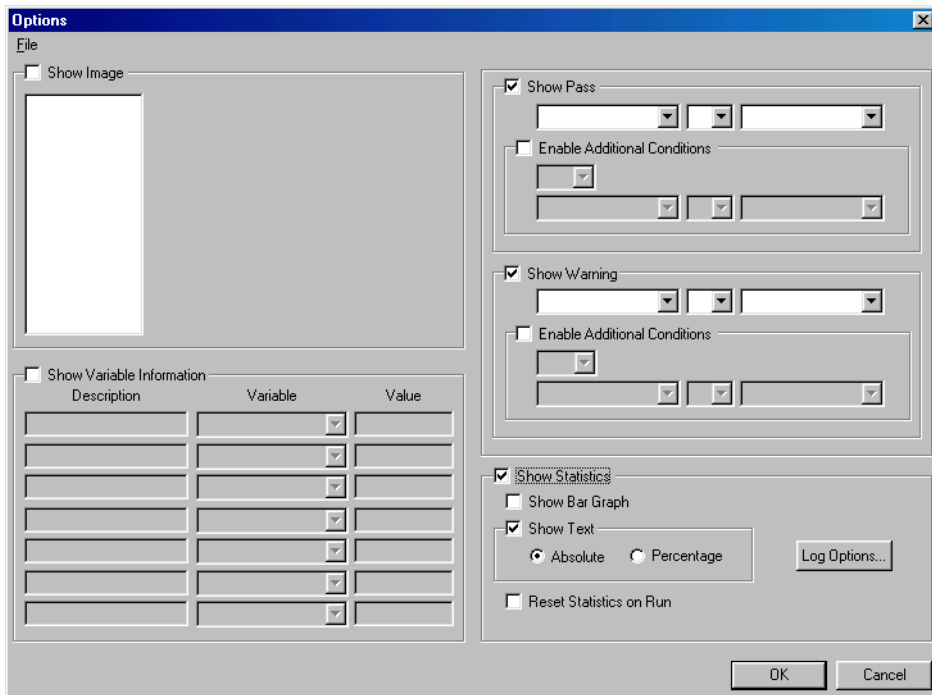 Options
File
Show Image
Show Variable Information
Description Variable Value
Show Pass
Enable Additional Conditions
Show Warning
Enable Additional Conditions
Show Statistics
Show Bar Graph
Show Text
Absolute Percentage
Log Options...
Reset Statistics on Run
OK Cancel